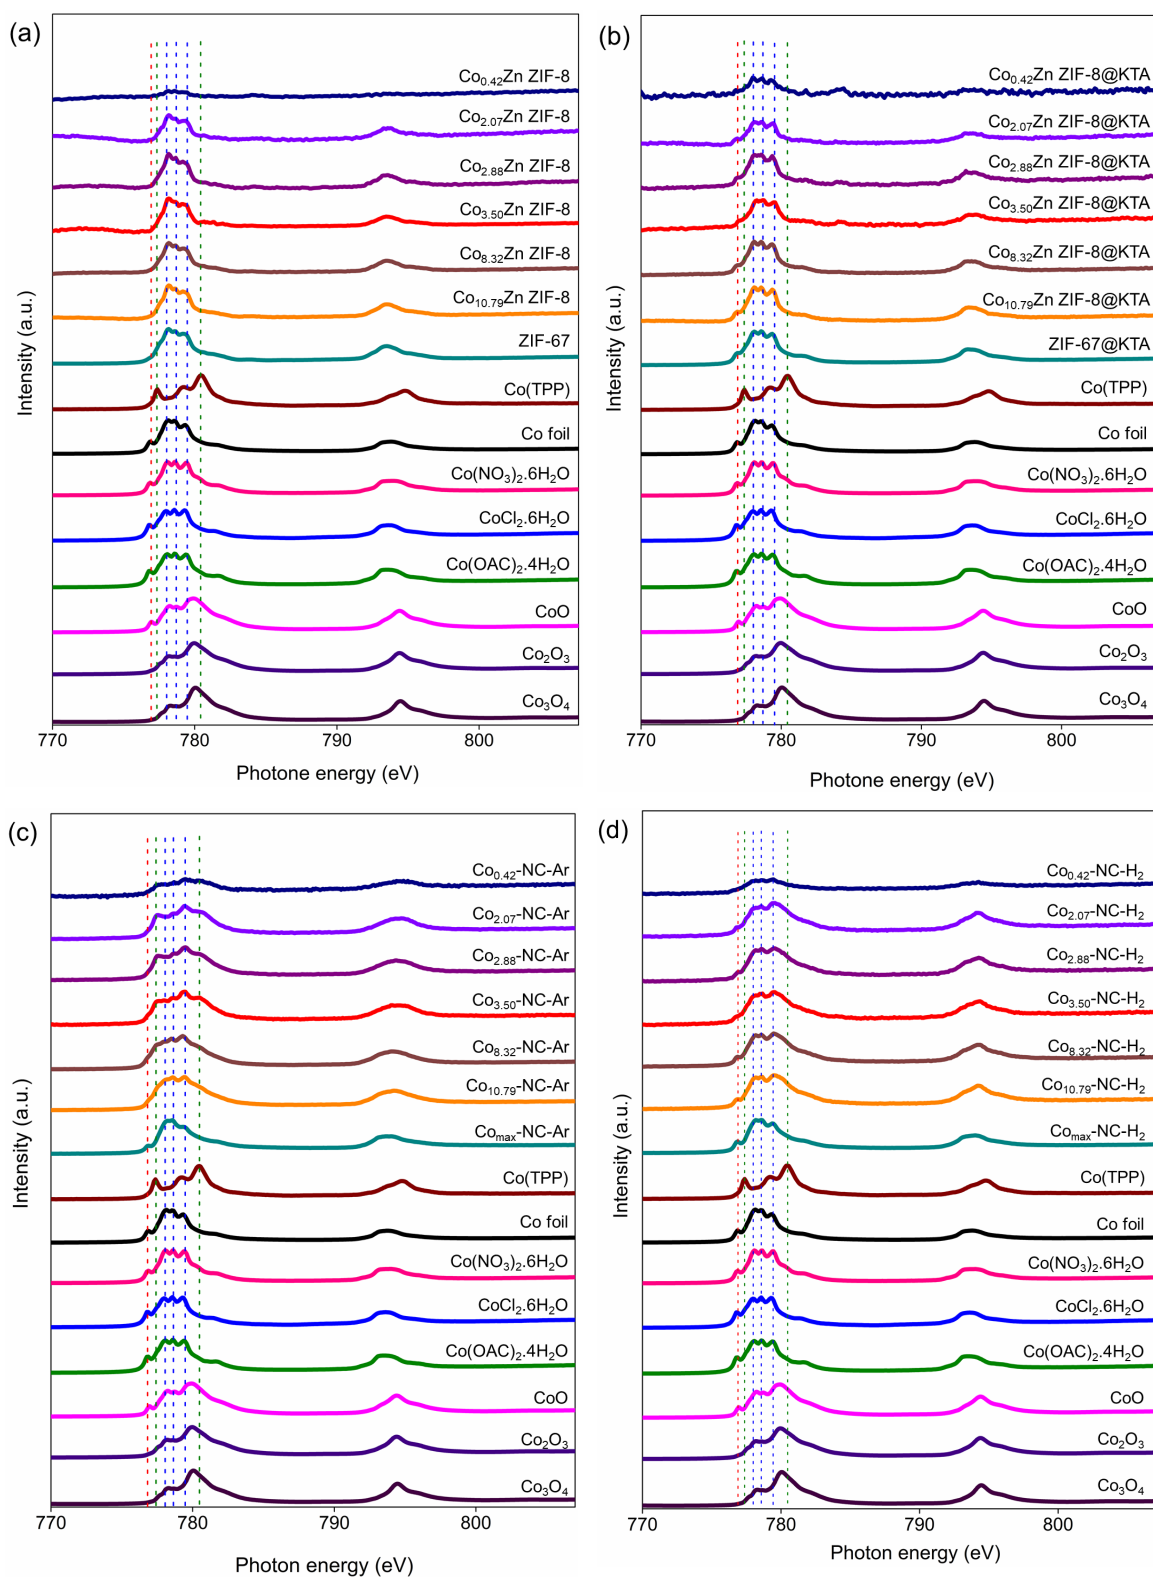 (a)
Co0.42Zn ZIF-8
Co2.07Zn ZIF-8
Co2.88Zn ZIF-8
Co3.50Zn ZIF-8
Co8.32Zn ZIF-8
Co10.79Zn ZIF-8
ZIF-67
Co(TPP)
Co foil
Co(NO3)2.6H2O
CoCl2.6H2O
Co(OAC)2.4H2O
CoO
Co2O3
Co3O4
Intensity (a.u.)
770 780 790 800
Photone energy (eV)
(b)
Co0.42Zn ZIF-8@KTA
Co2.07Zn ZIF-8@KTA
Co2.88Zn ZIF-8@KTA
Co3.50Zn ZIF-8@KTA
Co8.32Zn ZIF-8@KTA
Co10.79Zn ZIF-8@KTA
ZIF-67@KTA
Co(TPP)
Co foil
Co(NO3)2.6H2O
CoCl2.6H2O
Co(OAC)2.4H2O
CoO
Co2O3
Co3O4
Intensity (a.u.)
770 780 790 800
Photone energy (eV)
(c)
Co0.42-NC-Ar
Co2.07-NC-Ar
Co2.88-NC-Ar
Co3.50-NC-Ar
Co8.32-NC-Ar
Co10.79-NC-Ar
Comax-NC-Ar
Co(TPP)
Co foil
Co(NO3)2.6H2O
CoCl2.6H2O
Co(OAC)2.4H2O
CoO
Co2O3
Co3O4
Intensity (a.u.)
770 780 790 800
Photon energy (eV)
(d)
Co0.42-NC-H2
Co2.07-NC-H2
Co2.88-NC-H2
Co3.50-NC-H2
Co8.32-NC-H2
Co10.79-NC-H2
Comax-NC-H2
Co(TPP)
Co foil
Co(NO3)2.6H2O
CoCl2.6H2O
Co(OAC)2.4H2O
CoO
Co2O3
Co3O4
Intensity (a.u.)
770 780 790 800
Photon energy (eV)